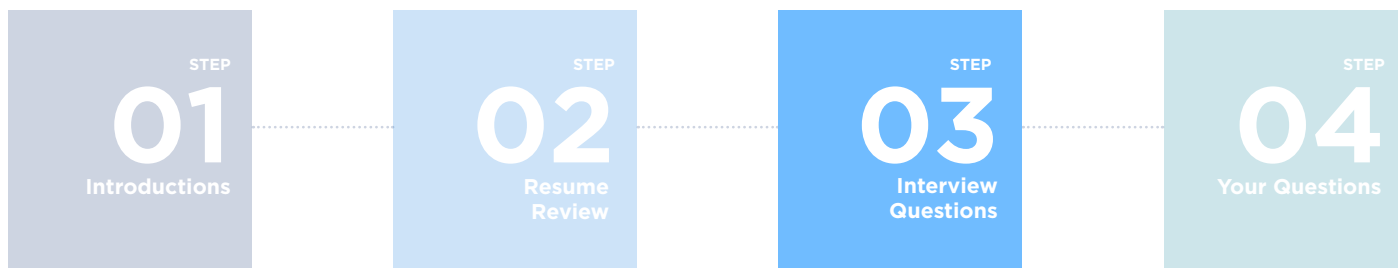 STEP
01
Introductions
STEP
02
Resume
Review
STEP
03
Interview
Questions
STEP
04
Your Questions